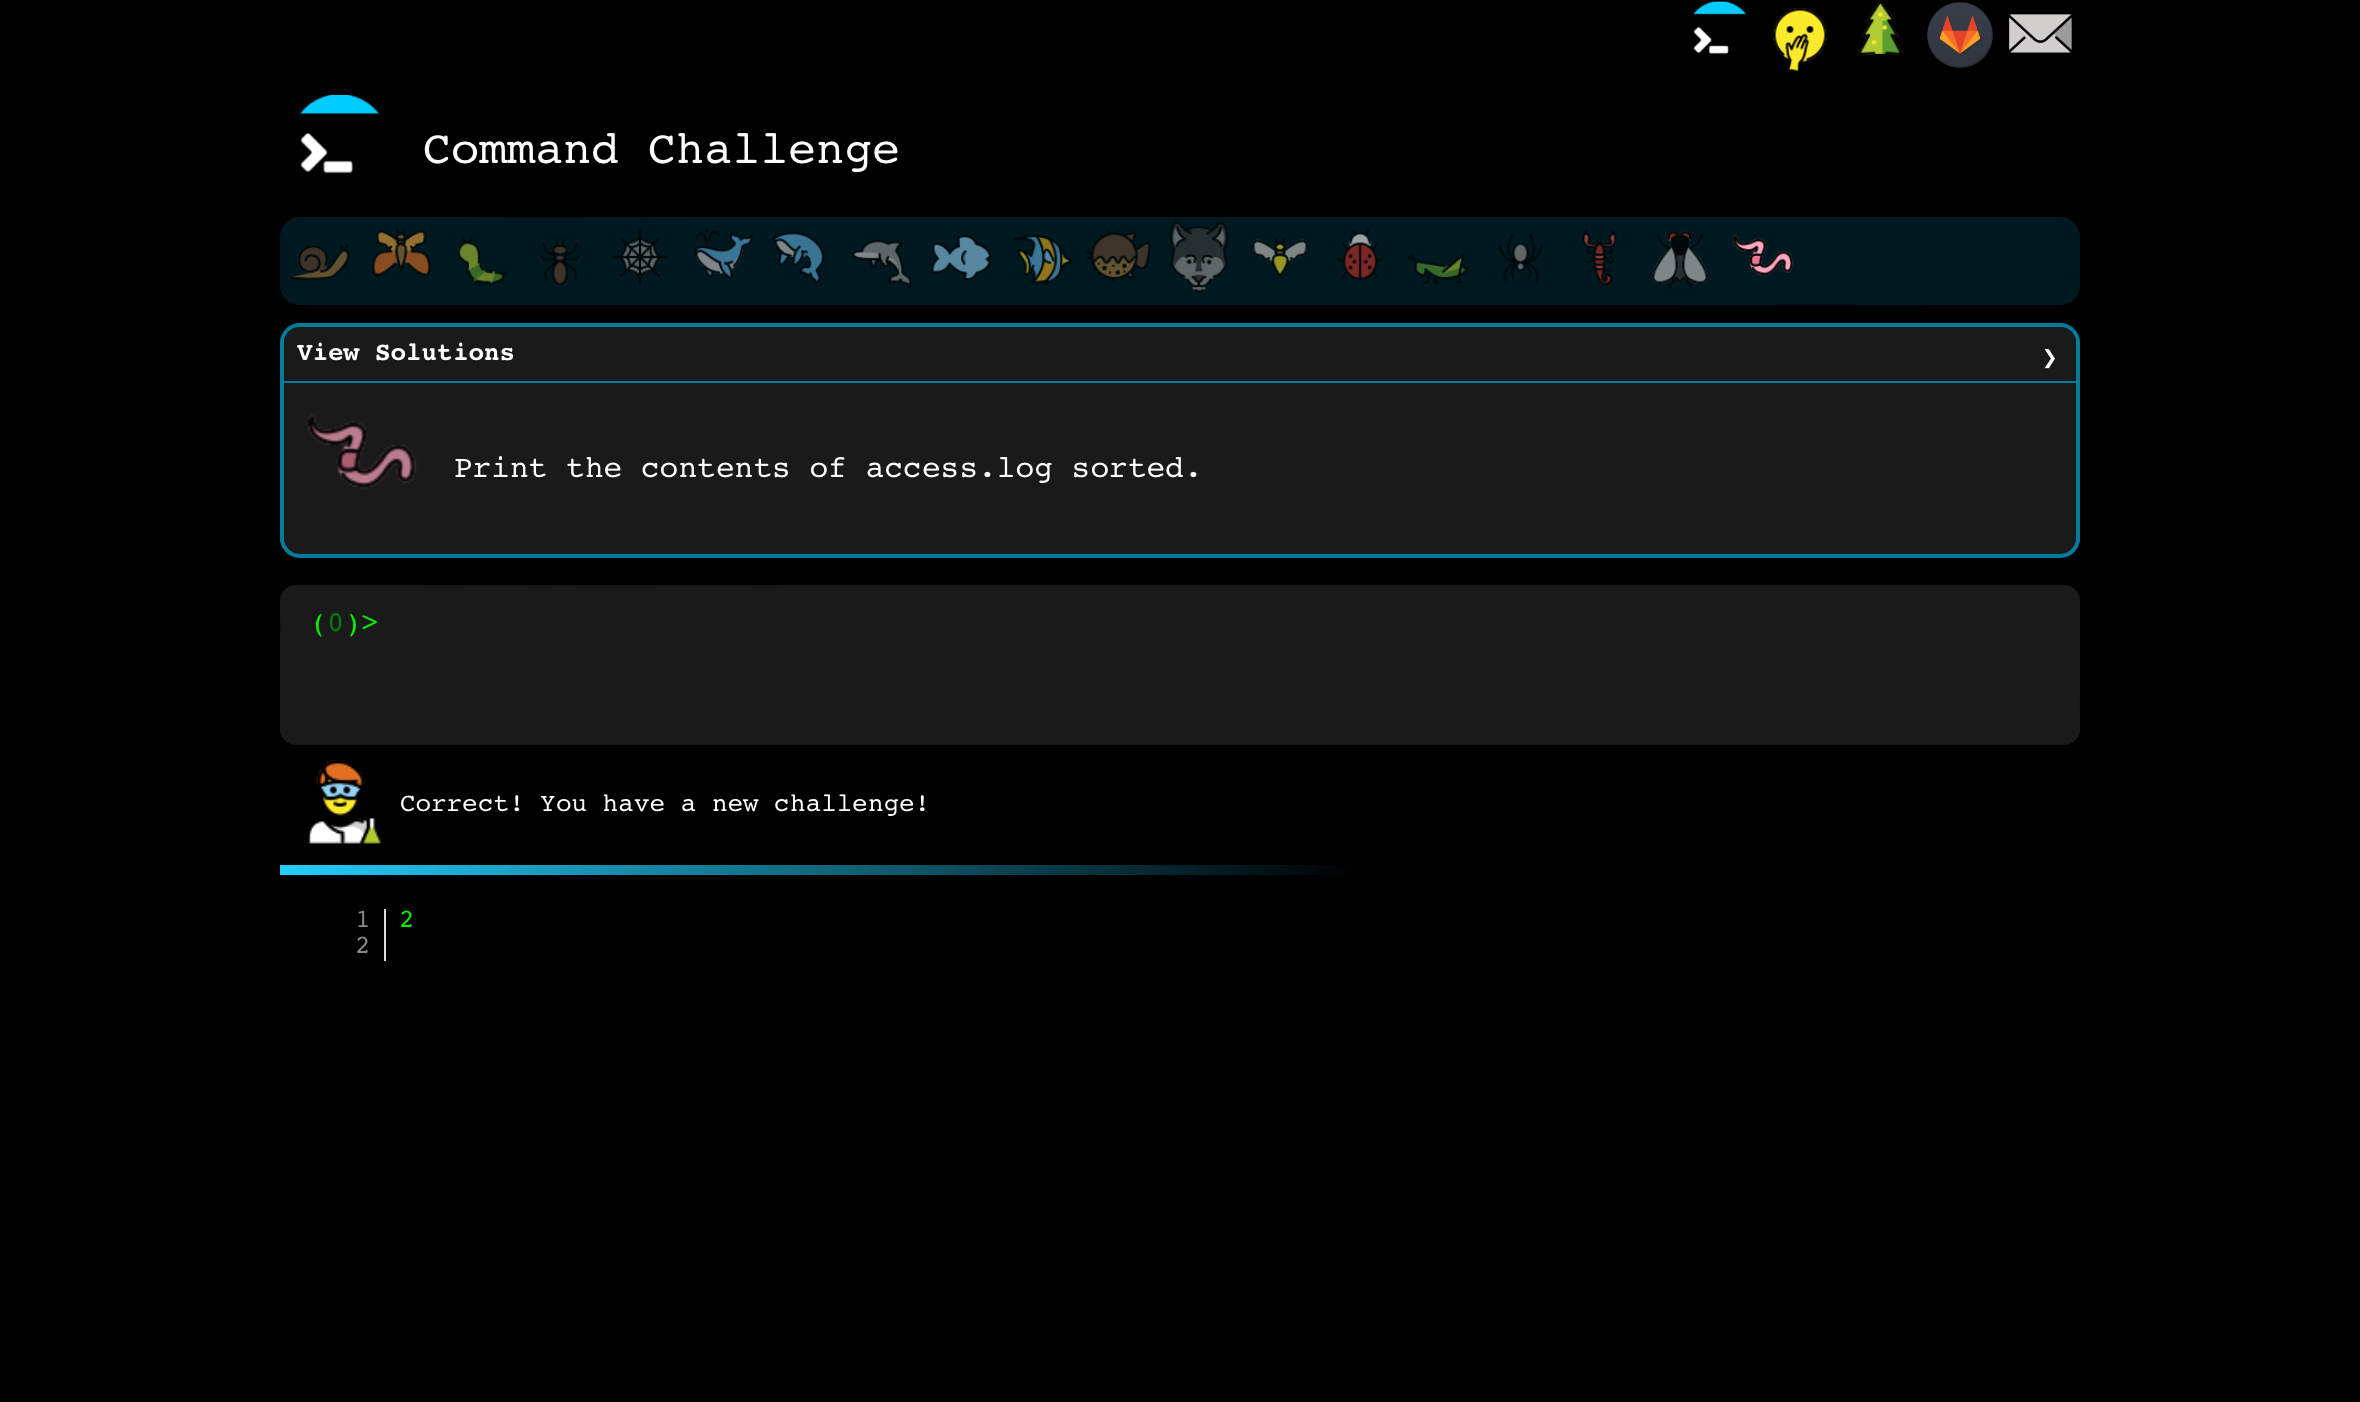 Command Challenge
View Solutions ❯
Print the contents of access.log sorted.
(0)>
Correct! You have a new challenge!
1 2
2